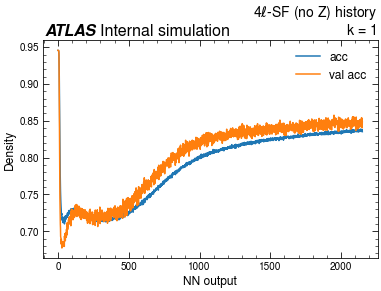 4ℓ-SF (no Z) history
ATLAS Internal simulation k = 1
acc
val acc
0.95
0.90
0.85
0.80
0.75
0.70
Density
0 500 1000 1500 2000
NN output